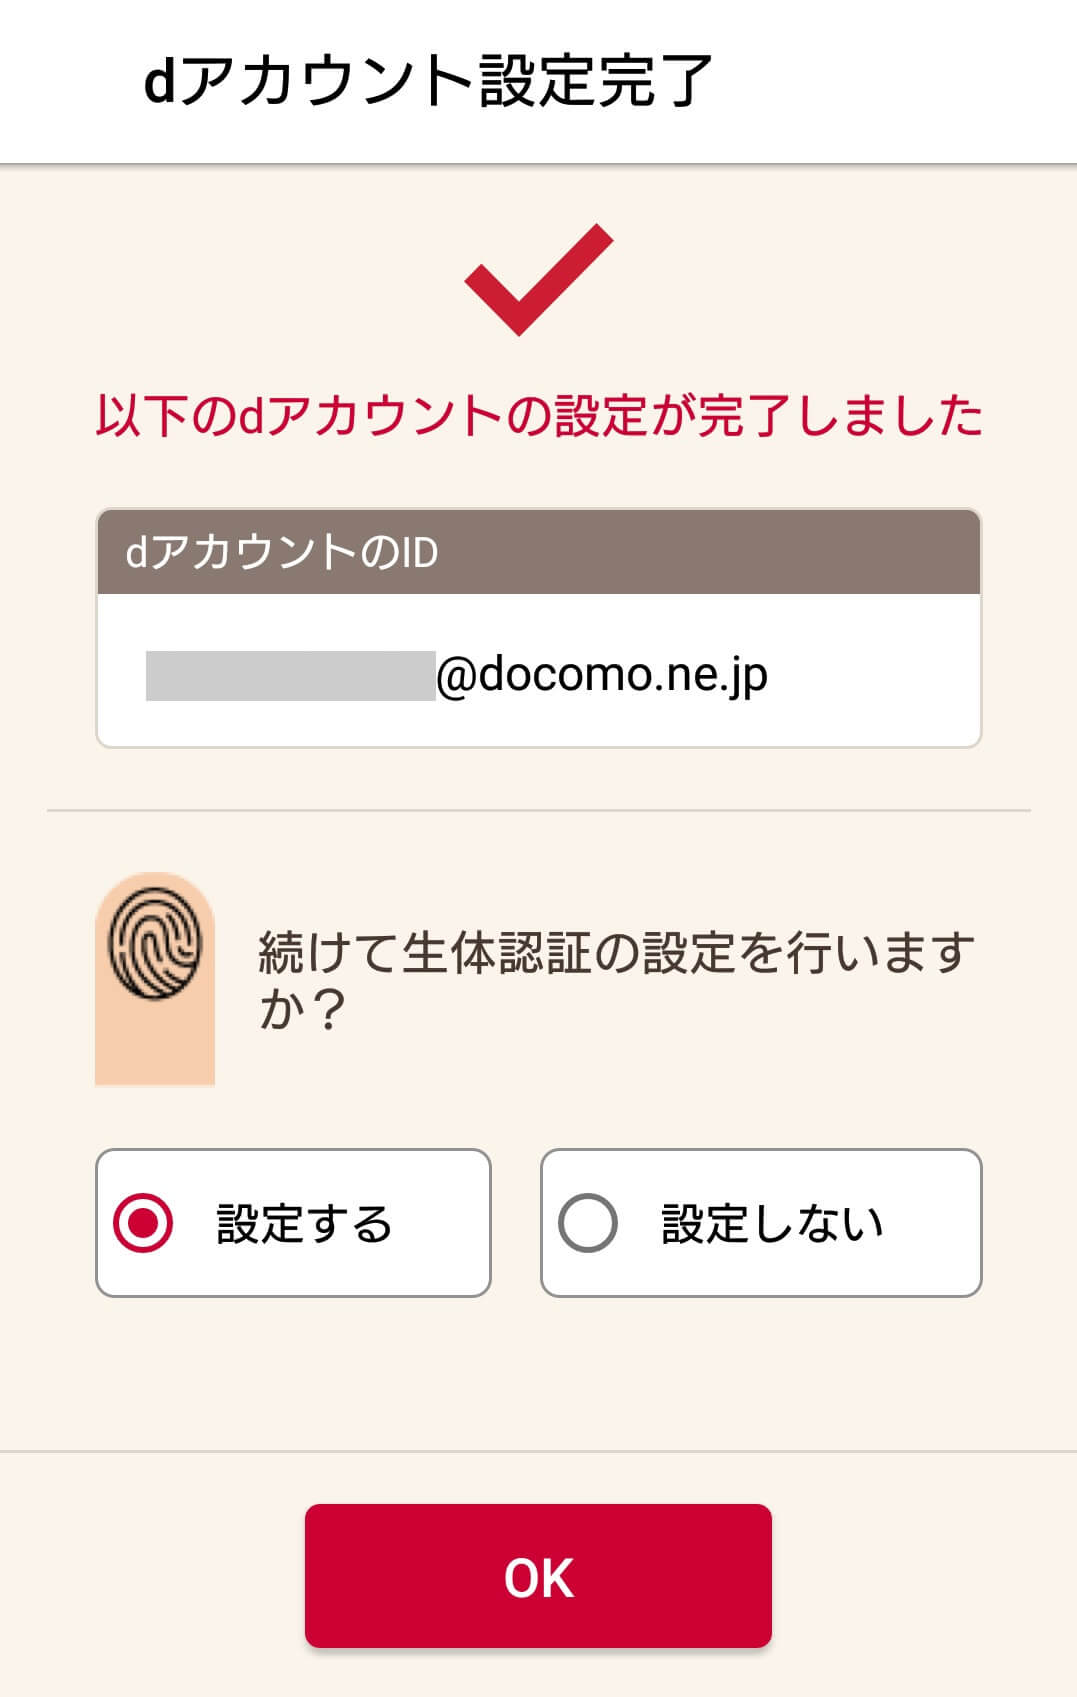 dアカウント設定完了
以下のdアカウントの設定が完了しました
dアカウントのID
@docomo.ne.jp
続けて生体認証の設定を行います
か？
設定する
設定しない
OK